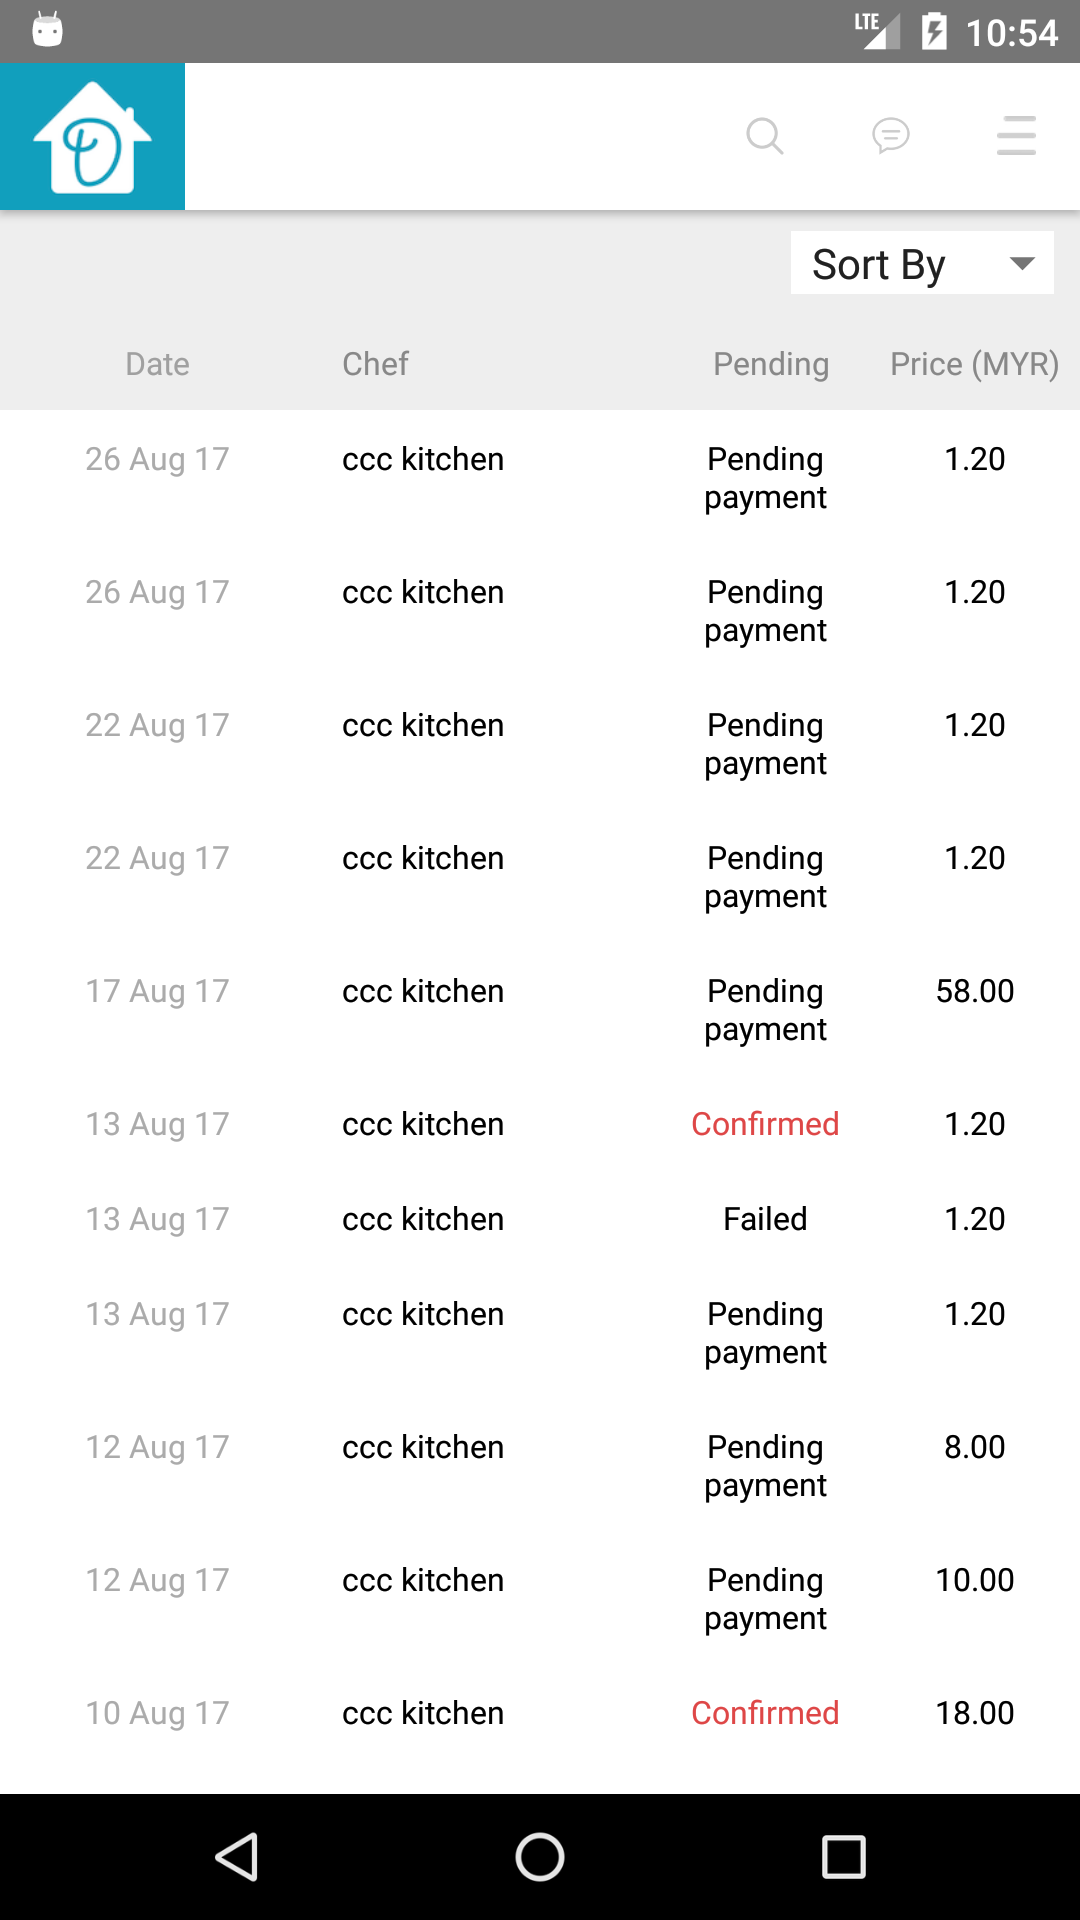 LTE 10:54
D
Sort By
Date Chef Pending Price (MYR)
26 Aug 17 ccc kitchen Pending 1.20
payment
26 Aug 17 ccc kitchen Pending 1.20
payment
22 Aug 17 ccc kitchen Pending 1.20
payment
22 Aug 17 ccc kitchen Pending 1.20
payment
17 Aug 17 ccc kitchen Pending 58.00
payment
13 Aug 17 ccc kitchen Confirmed 1.20
13 Aug 17 ccc kitchen Failed 1.20
13 Aug 17 ccc kitchen Pending 1.20
payment
12 Aug 17 ccc kitchen Pending 8.00
payment
12 Aug 17 ccc kitchen Pending 10.00
payment
10 Aug 17 ccc kitchen Confirmed 18.00